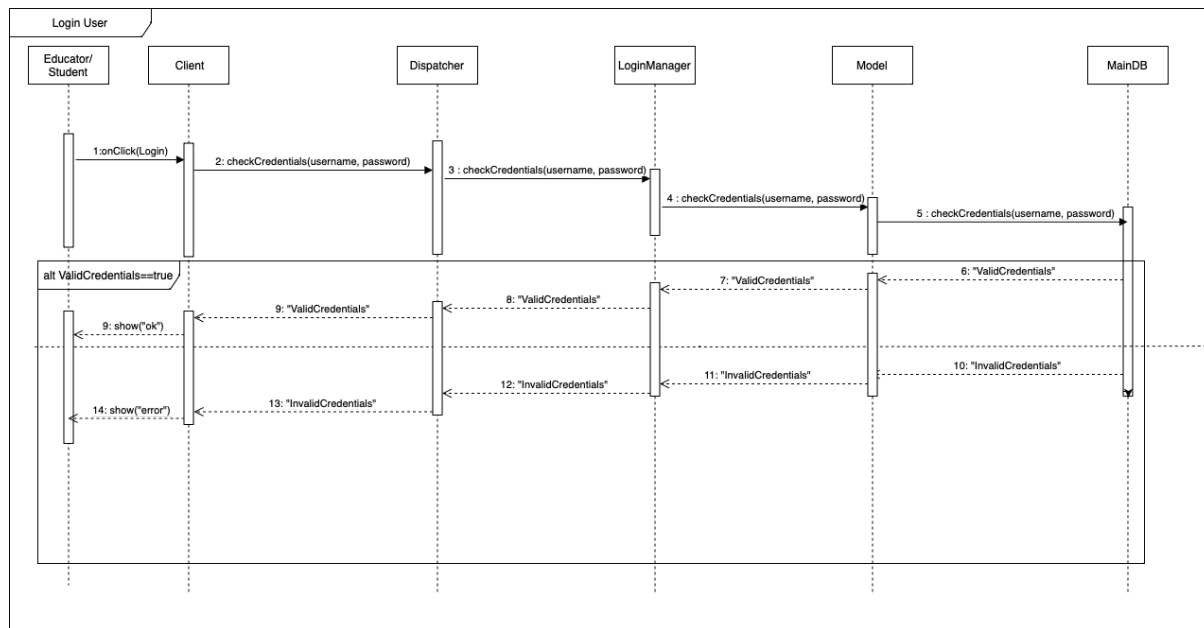 Login User
Educator/
Student
Client
Dispatcher
LoginManager
Model
MainDB
1:onClick(Login)
2: checkCredentials(username, password)
3 : checkCredentials(username, password)
4 : checkCredentials(username, password)
5 : checkCredentials(username, password)
alt ValidCredentials==true
6: "ValidCredentials"
7: "ValidCredentials"
8: "ValidCredentials"
9: "ValidCredentials"
9: show("ok")
10: "InvalidCredentials"
11: "InvalidCredentials"
12: "InvalidCredentials"
13: "InvalidCredentials"
14: show("error")